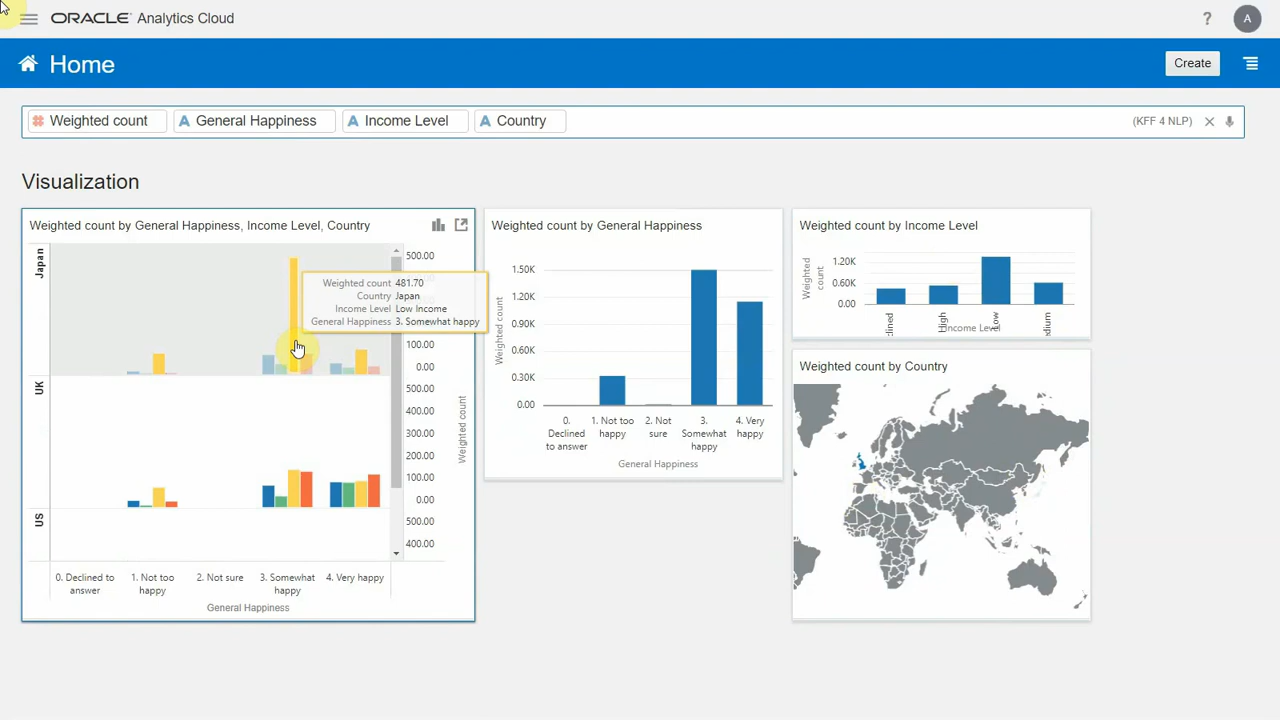 ORACLE Analytics Cloud
?
A
Home
Create
Weighted count
General Happiness
Income Level
Country
(KFF 4 NLP)
Visualization
Weighted count by General Happiness, Income Level, Country
Japan
UK
US
500.00
100.00
0.00
500.00
400.00
300.00
200.00
100.00
0.00
500.00
400.00
Weighted count
Weighted count 481.70
Country Japan
Income Level Low Income
General Happiness 3. Somewhat happy
0. Declined to answer
1. Not too happy
2. Not sure
3. Somewhat happy
4. Very happy
General Happiness
Weighted count by General Happiness
Weighted count
1.50K
1.20K
0.90K
0.60K
0.30K
0.00
0. Declined to answer
1. Not too happy
2. Not sure
3. Somewhat happy
4. Very happy
General Happiness
Weighted count by Income Level
Weighted count
1.20K
0.60K
0.00
clined
High
Low
dium
Income Level
Weighted count by Country